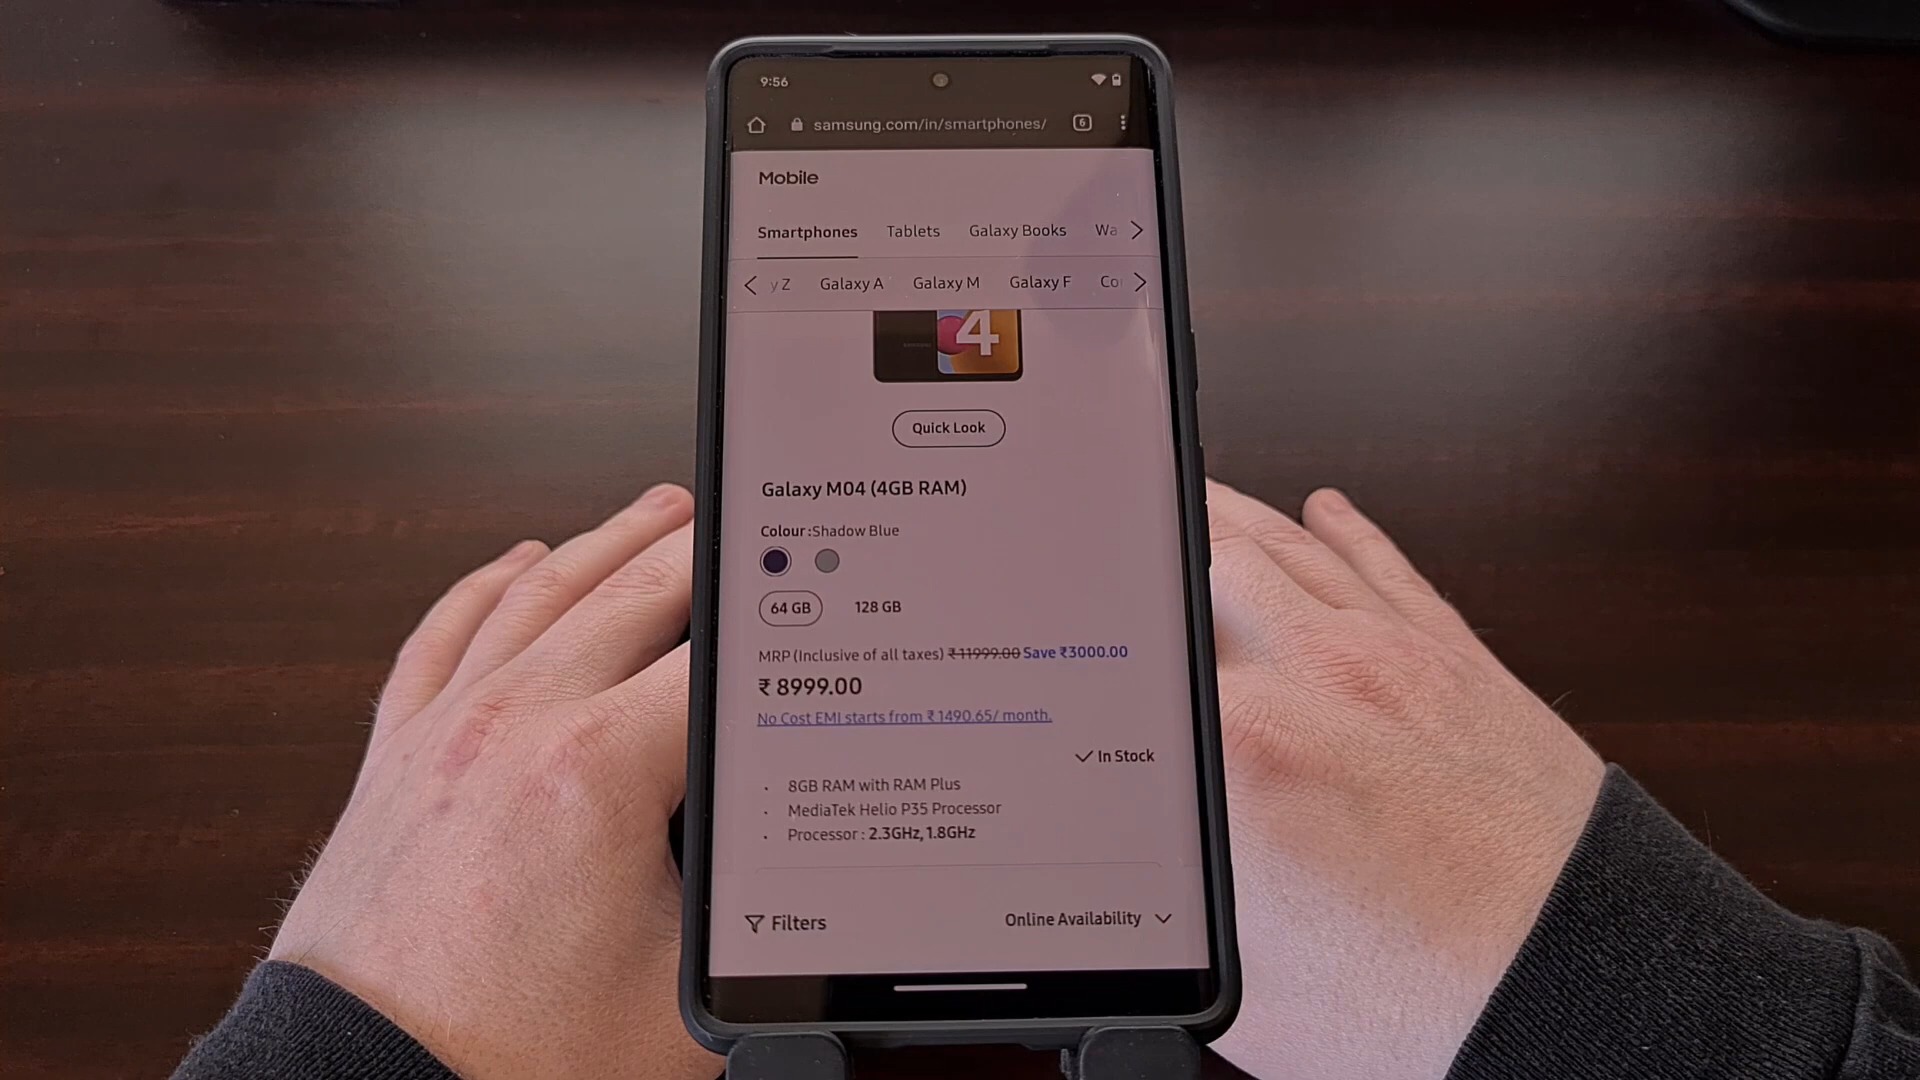 9:56
samsung.com/in/smartphones/ 6
Mobile
Smartphones Tablets Galaxy Books Wa
y Z Galaxy A Galaxy M Galaxy F Co
4
Quick Look
Galaxy M04 (4GB RAM)
Colour :Shadow Blue
64 GB 128 GB
MRP (Inclusive of all taxes) ₹11999.00 Save ₹3000.00
₹ 8999.00
No Cost EMI starts from ₹ 1490.65/ month.
In Stock
• 8GB RAM with RAM Plus
• MediaTek Helio P35 Processor
• Processor : 2.3GHz, 1.8GHz
Filters Online Availability